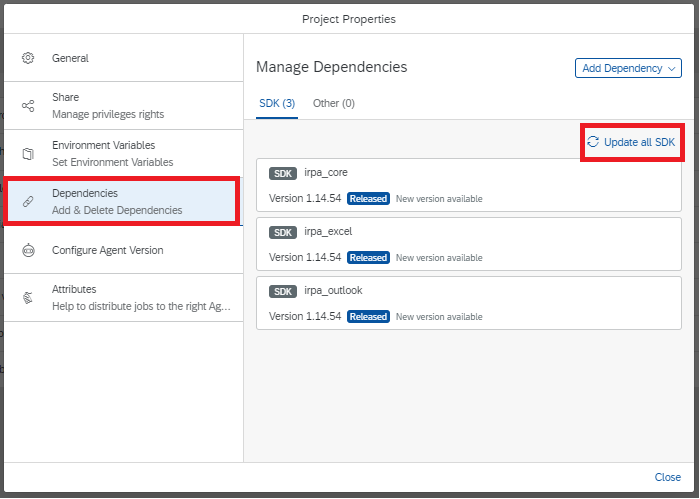 Project Properties
General
Share
Manage privileges rights
Environment Variables
Set Environment Variables
Dependencies
Add & Delete Dependencies
Configure Agent Version
Attributes
Help to distribute jobs to the right Ag...
Manage Dependencies
Add Dependency
SDK (3) Other (0)
Update all SDK
SDK irpa_core
Version 1.14.54 Released New version available
SDK irpa_excel
Version 1.14.54 Released New version available
SDK irpa_outlook
Version 1.14.54 Released New version available
Close